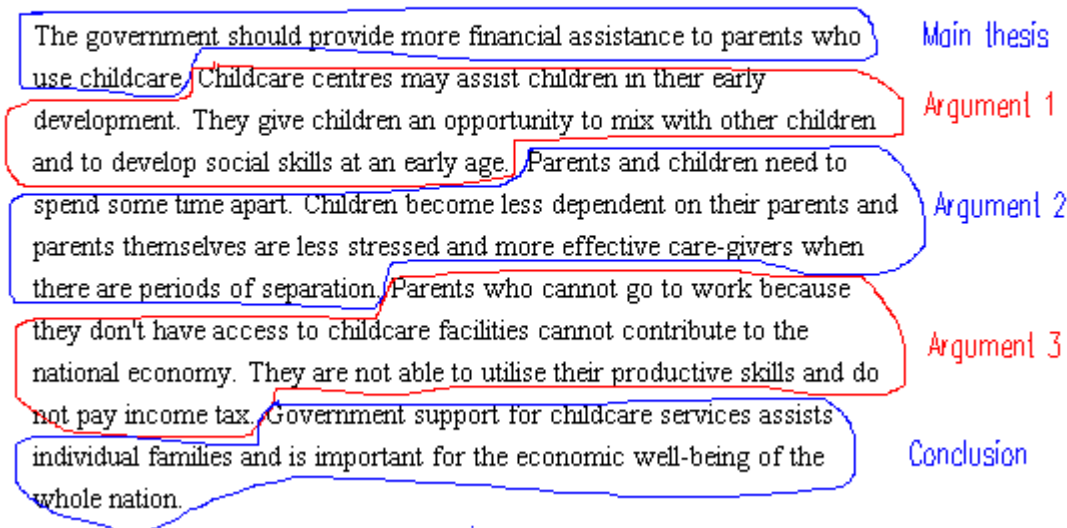 The government should provide more financial assistance to parents who
Main thesis
use childcare. Childcare centres may assist children in their early
Argument 1
development. They give children an opportunity to mix with other children
and to develop social skills at an early age. Parents and children need to
spend some time apart. Children become less dependent on their parents and
Argument 2
parents themselves are less stressed and more effective care-givers when
there are periods of separation. Parents who cannot go to work because
they don't have access to childcare facilities cannot contribute to the
Argument 3
national economy. They are not able to utilise their productive skills and do
not pay income tax. Government support for childcare services assists
individual families and is important for the economic well-being of the
Conclusion
whole nation.